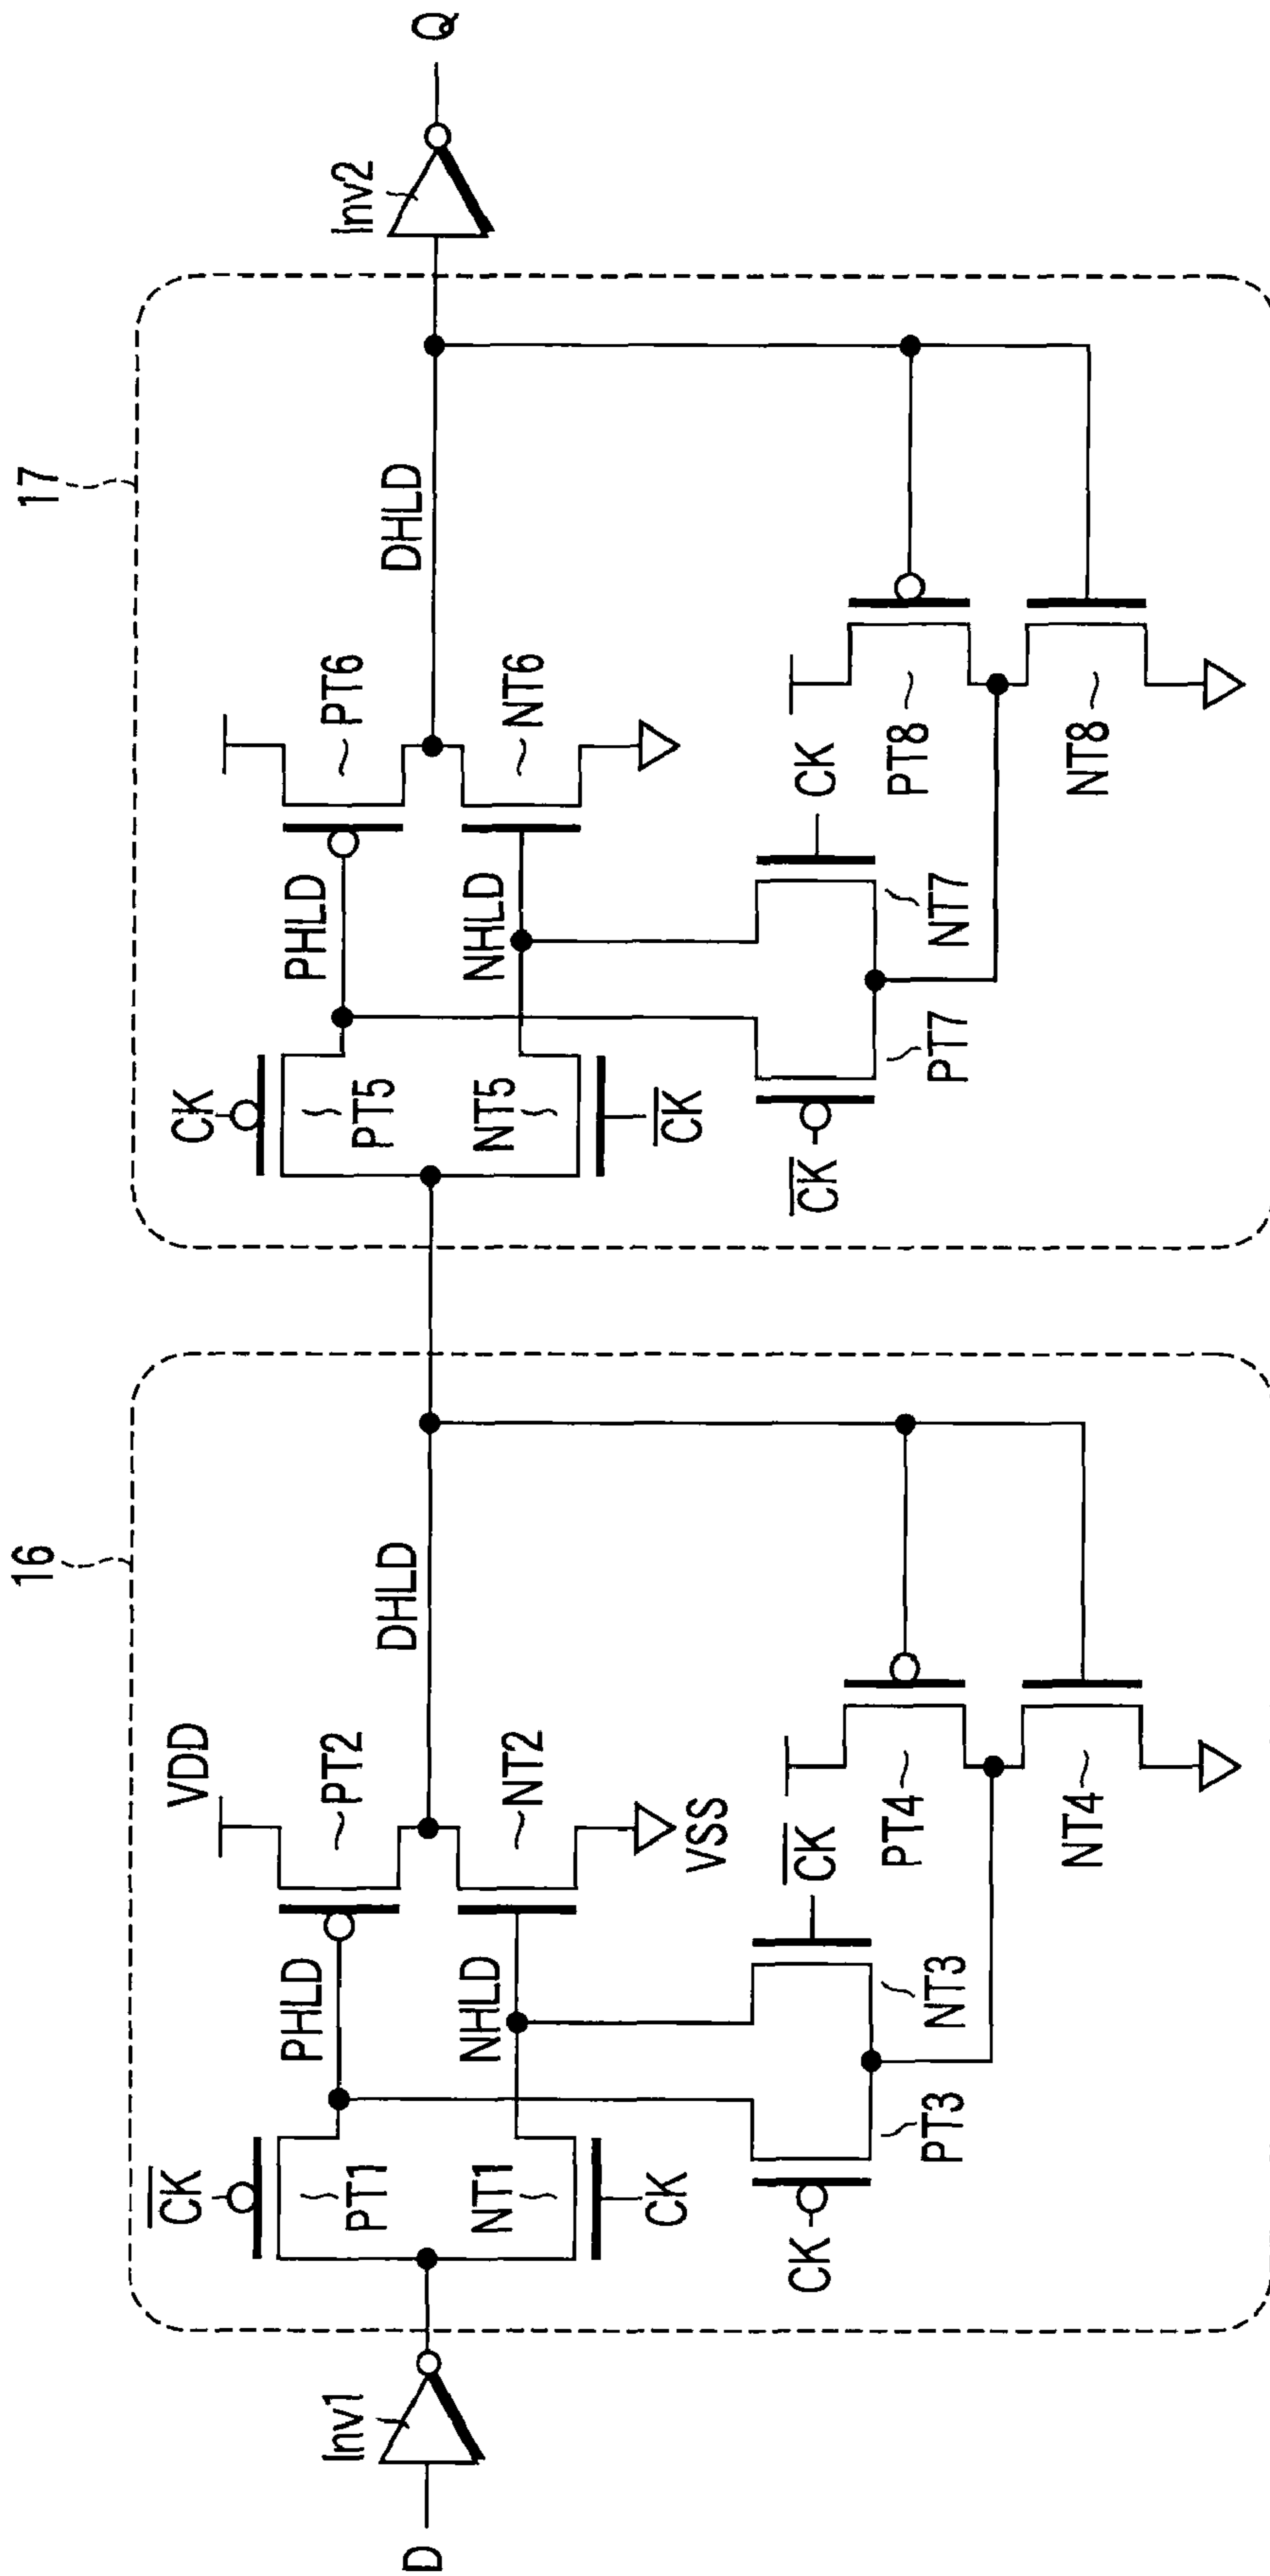 16
17
VDD
CK̅
PHLD
PT2
CK
PHLD
PT6
PT1
DHLD
PT5
DHLD
Inv1
Inv2
D
Q
NT1
NHLD
NT2
NT5
NHLD
NT6
CK
VSS
CK̅
CK
CK̅
CK̅
CK
PT3
NT3
PT4
PT7
NT7
PT8
NT4
NT8